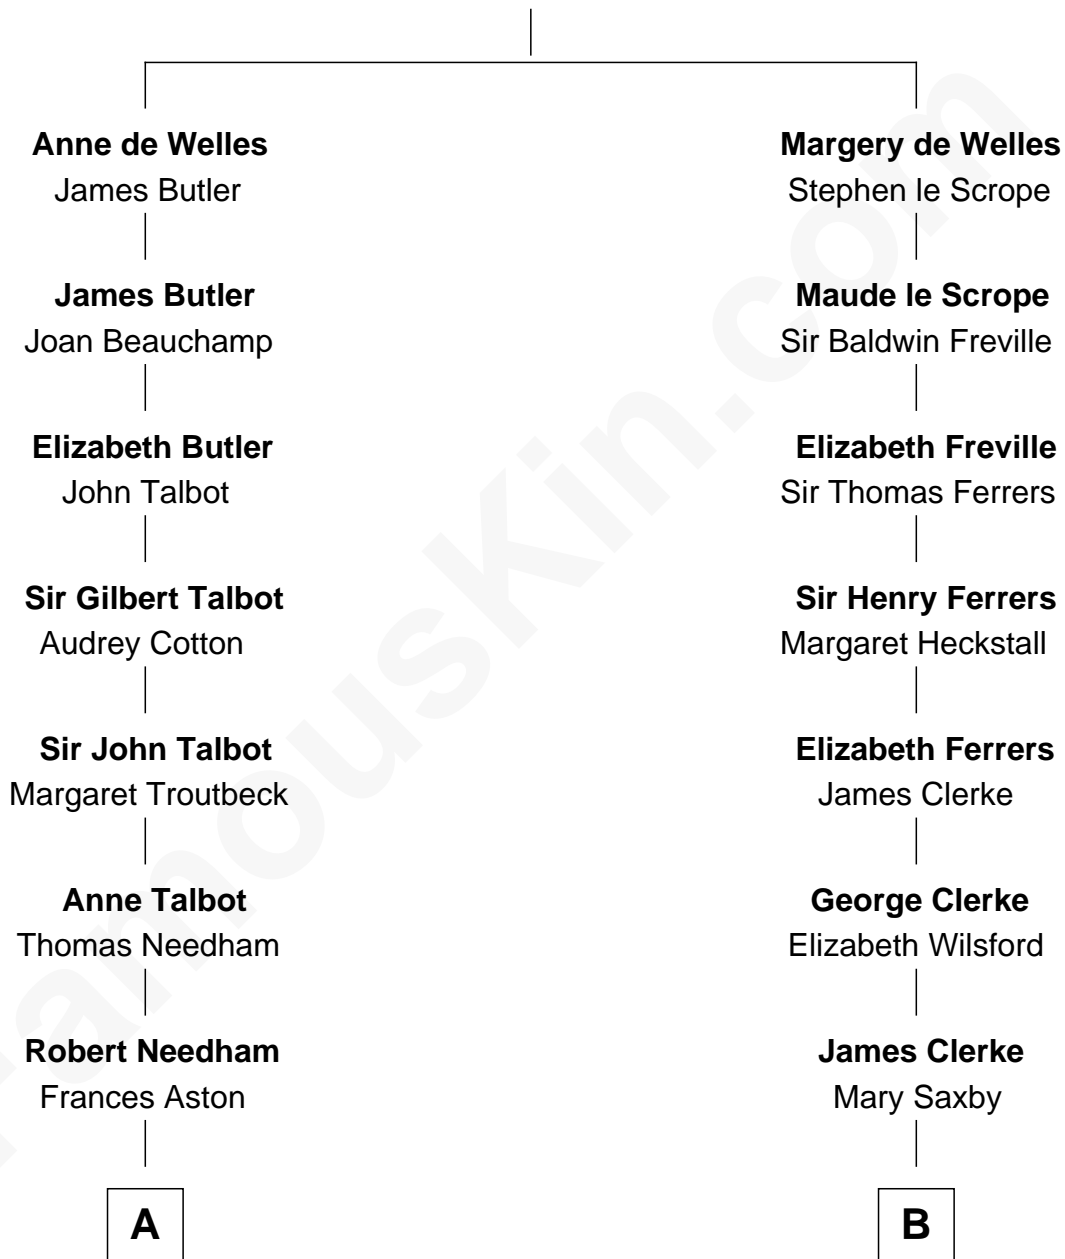 Anne de Welles
James Butler
James Butler
Joan Beauchamp
Elizabeth Butler
John Talbot
Sir Gilbert Talbot
Audrey Cotton
Sir John Talbot
Margaret Troutbeck
Anne Talbot
Thomas Needham
Robert Needham
Frances Aston
A
Margery de Welles
Stephen le Scrope
Maude le Scrope
Sir Baldwin Freville
Elizabeth Freville
Sir Thomas Ferrers
Sir Henry Ferrers
Margaret Heckstall
Elizabeth Ferrers
James Clerke
George Clerke
Elizabeth Wilsford
James Clerke
Mary Saxby
B
FamousKin.com